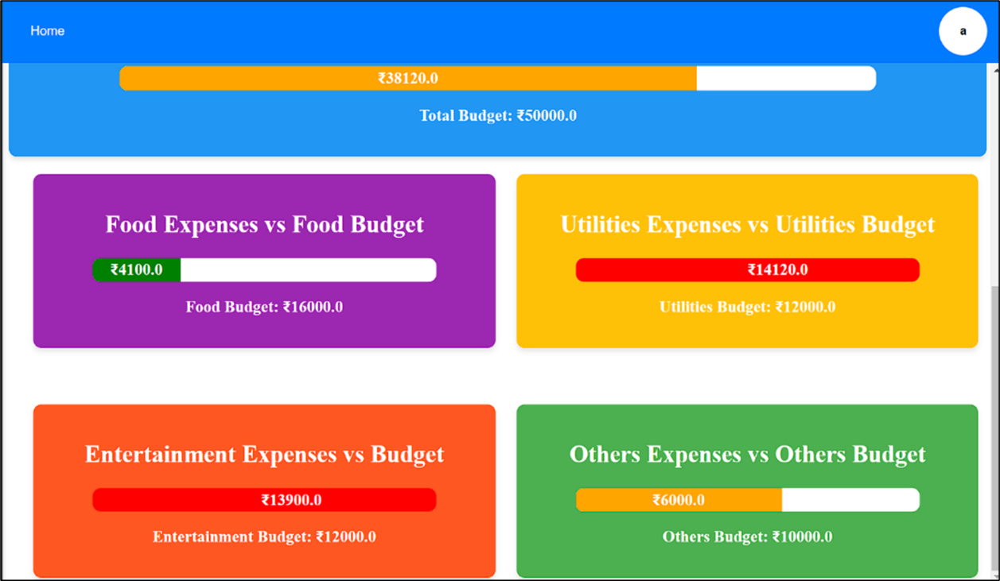 Home
a
₹38120.0
Total Budget: ₹50000.0
Food Expenses vs Food Budget
₹4100.0
Food Budget: ₹16000.0
Utilities Expenses vs Utilities Budget
₹14120.0
Utilities Budget: ₹12000.0
Entertainment Expenses vs Budget
₹13900.0
Entertainment Budget: ₹12000.0
Others Expenses vs Others Budget
₹6000.0
Others Budget: ₹10000.0